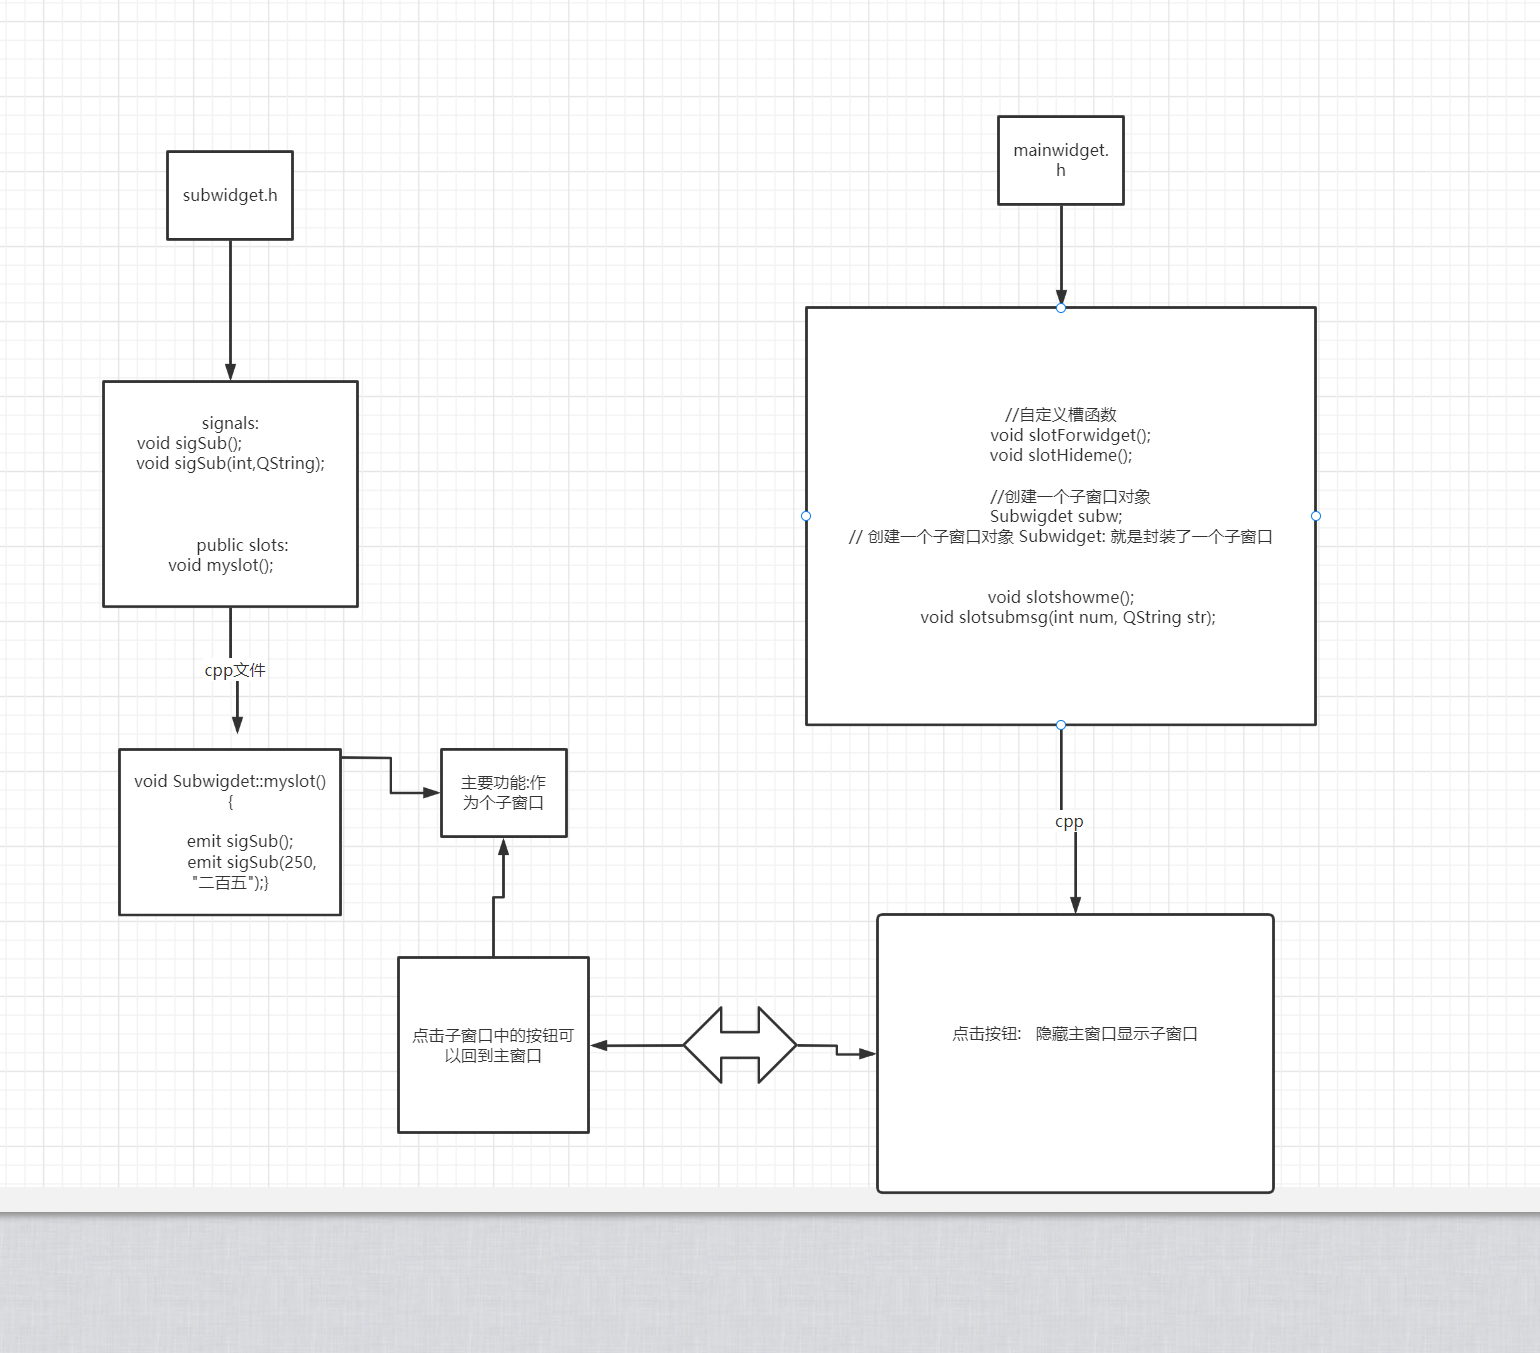 subwidget.h
signals:
void sigSub();
void sigSub(int,QString);
public slots:
void myslot();
cpp文件
void Subwigdet::myslot()
{
emit sigSub();
emit sigSub(250,
"二百五");}
主要功能:作
为个子窗口
点击子窗口中的按钮可
以回到主窗口
mainwidget.
h
//自定义槽函数
void slotForwidget();
void slotHideme();
//创建一个子窗口对象
Subwigdet subw;
// 创建一个子窗口对象 Subwidget: 就是封装了一个子窗口
void slotshowme();
void slotsubmsg(int num, QString str);
cpp
点击按钮: 隐藏主窗口显示子窗口